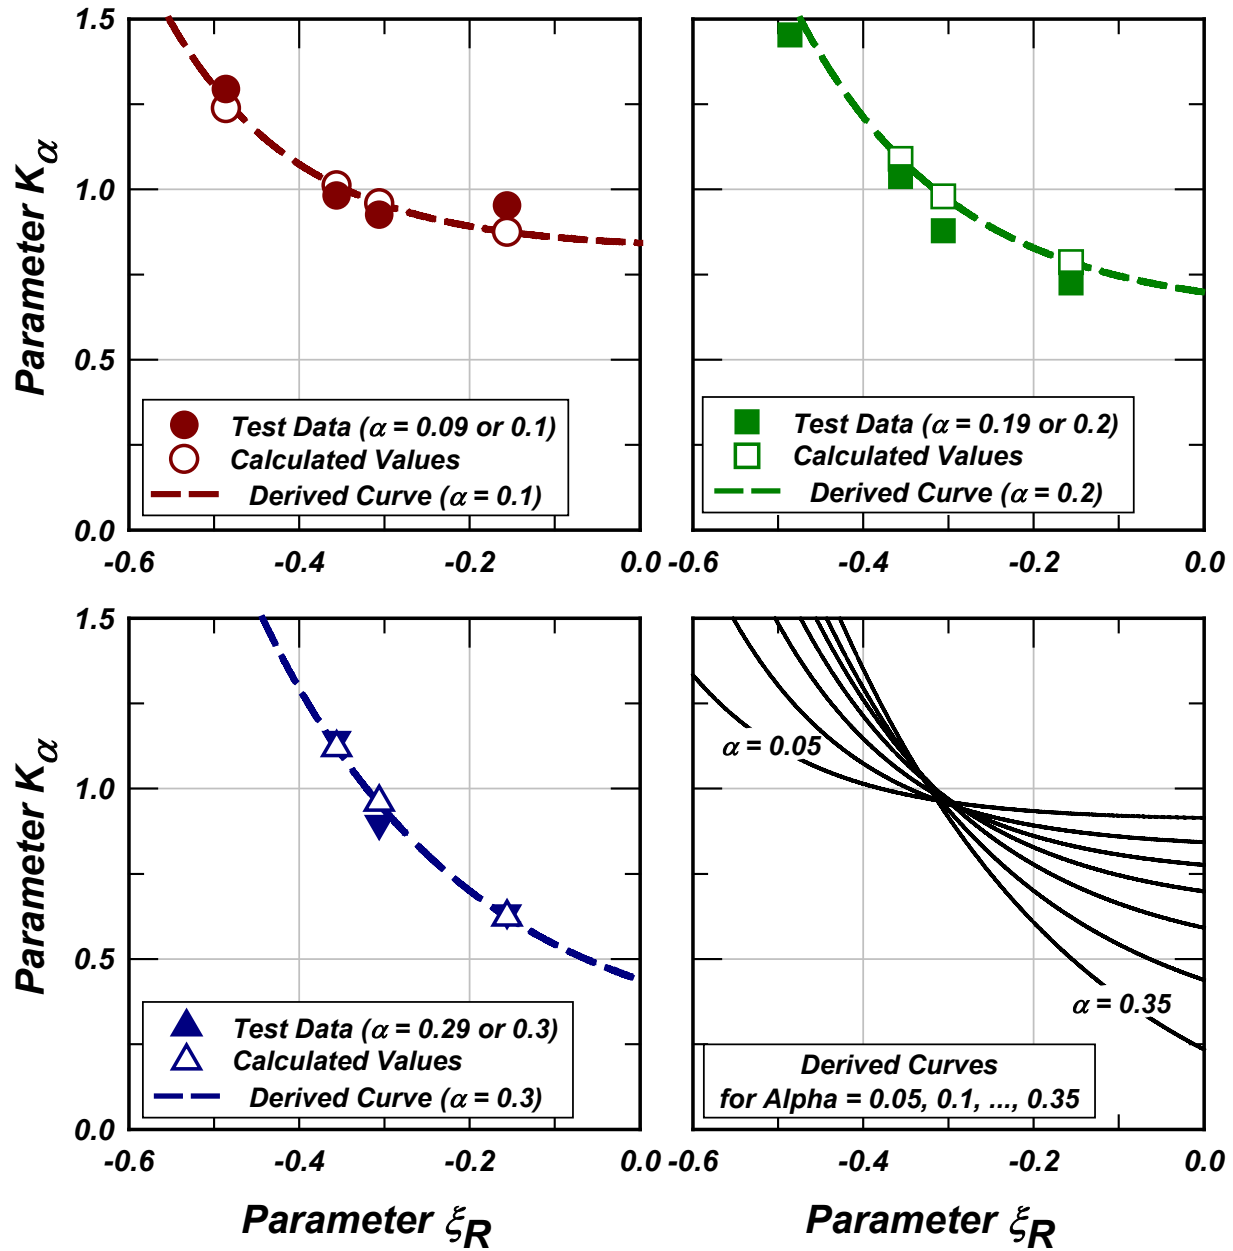 1.5
1.0
0.5
0.0
Parameter Kα
Test Data (α = 0.09 or 0.1)
Calculated Values
Derived Curve (α = 0.1)
-0.6
-0.4
-0.2
0.0
Test Data (α = 0.19 or 0.2)
Calculated Values
Derived Curve (α = 0.2)
-0.6
-0.4
-0.2
0.0
1.5
1.0
0.5
0.0
Parameter Kα
Test Data (α = 0.29 or 0.3)
Calculated Values
Derived Curve (α = 0.3)
-0.6
-0.4
-0.2
0.0
Parameter ξR
α = 0.05
α = 0.35
Derived Curves
for Alpha = 0.05, 0.1, ..., 0.35
-0.6
-0.4
-0.2
0.0
Parameter ξR